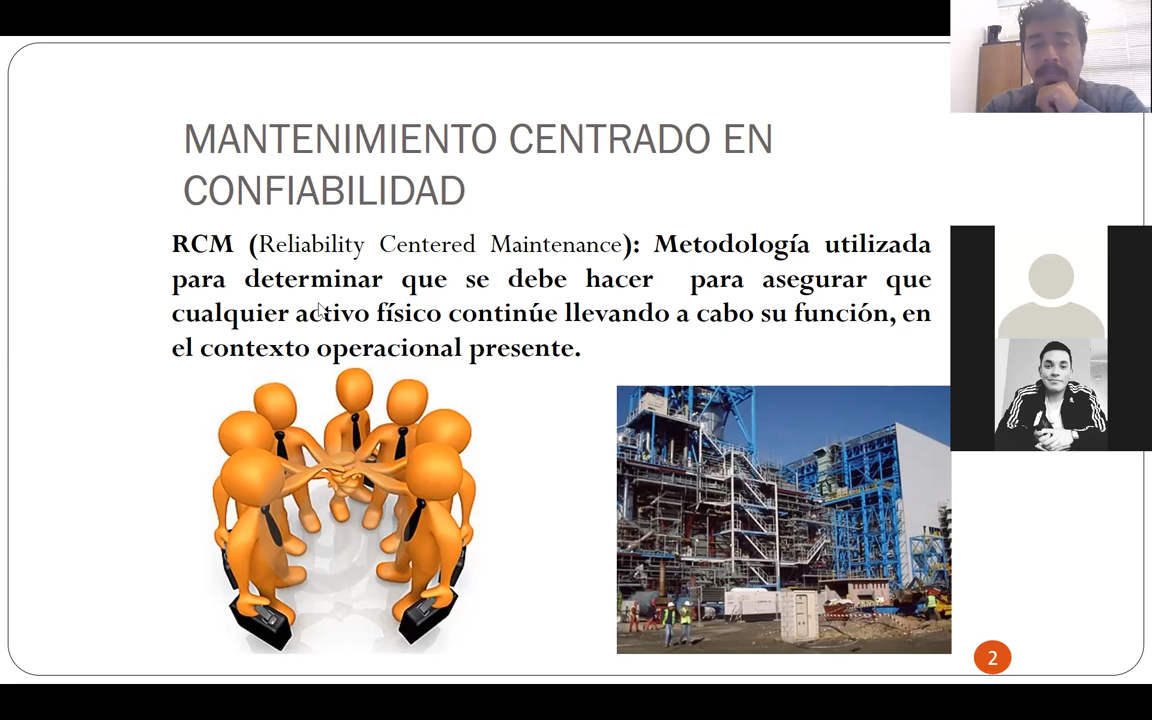 MANTENIMIENTO CENTRADO EN
CONFIABILIDAD
RCM (Reliability Centered Maintenance): Metodología utilizada
para determinar que se debe hacer para asegurar que
cualquier activo físico continúe llevando a cabo su función, en
el contexto operacional presente.
2